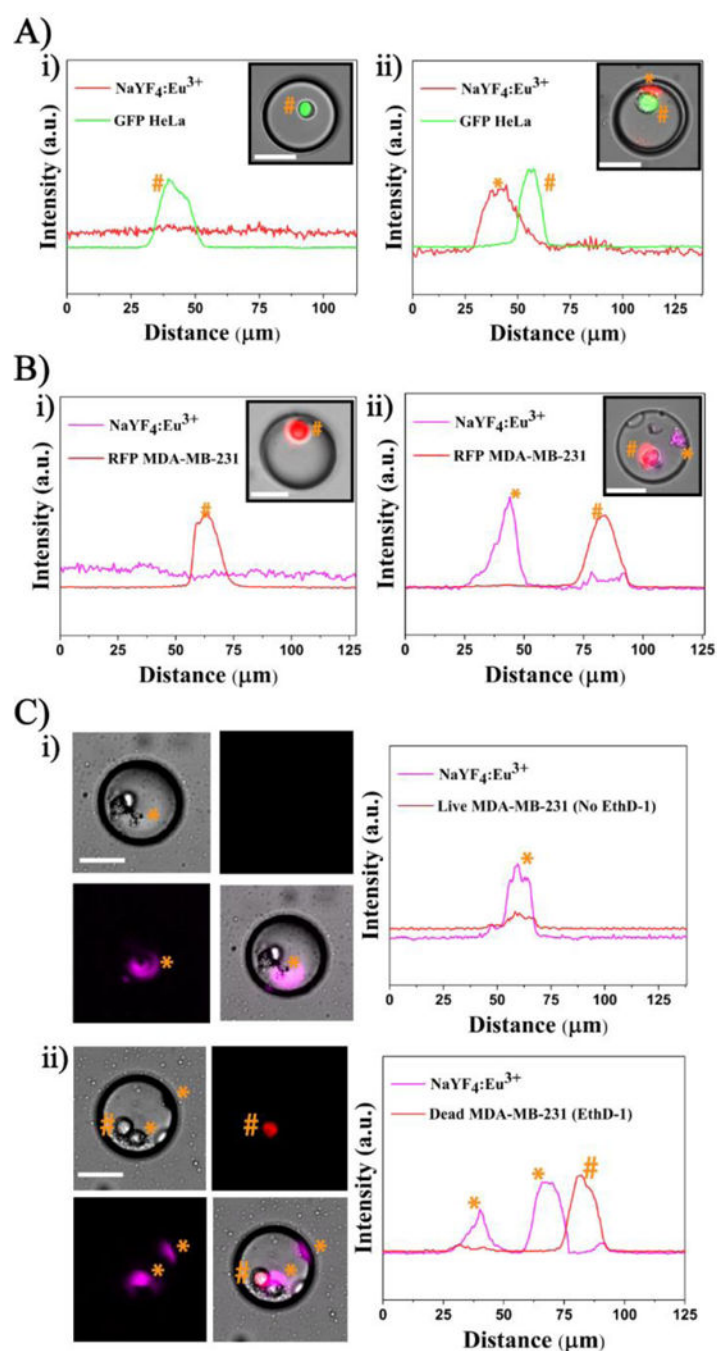 A)
i)
NaYF4:Eu3+
GFP HeLa
#
#
Intensity (a.u.)
0 25 50 75 100
Distance (μm)
ii)
NaYF4:Eu3+
GFP HeLa
*
#
*
#
Intensity (a.u.)
0 25 50 75 100 125
Distance (μm)
B)
i)
NaYF4:Eu3+
RFP MDA-MB-231
#
#
Intensity (a.u.)
0 25 50 75 100 125
Distance (μm)
ii)
NaYF4:Eu3+
RFP MDA-MB-231
#
*
*
#
Intensity (a.u.)
0 25 50 75 100 125
Distance (μm)
C)
i)
*
*
*
NaYF4:Eu3+
Live MDA-MB-231 (No EthD-1)
*
Intensity (a.u.)
0 25 50 75 100 125
Distance (μm)
ii)
*
# *
#
*
*
*
# *
NaYF4:Eu3+
Dead MDA-MB-231 (EthD-1)
* * #
Intensity (a.u.)
0 25 50 75 100 125
Distance (μm)